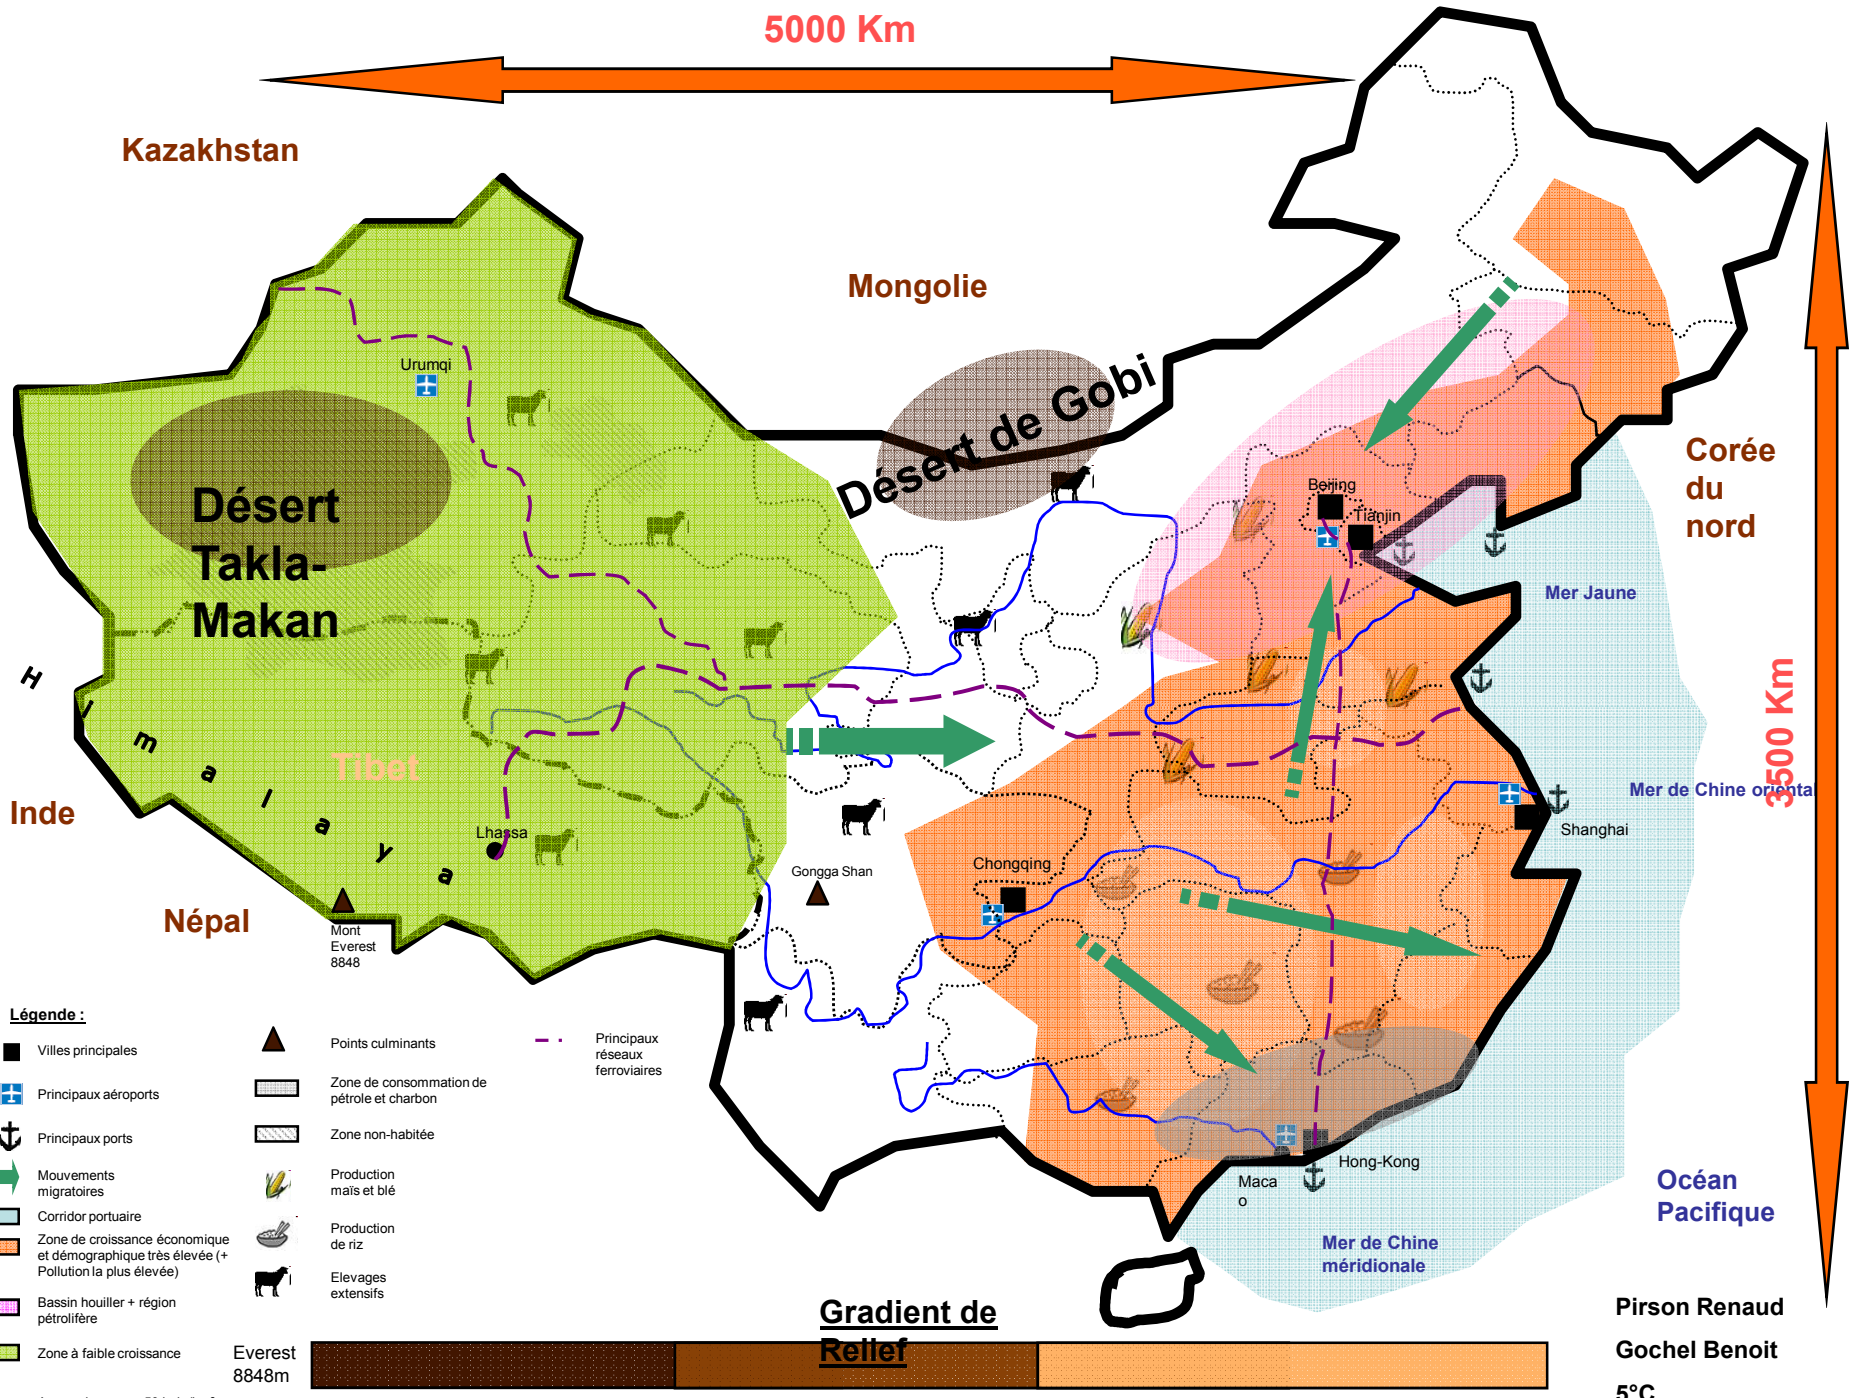 5000 Km
Kazakhstan
Mongolie
Urumqi
Désert de Gobi
Corée
du
nord
Désert
Takla-
Makan
Beijing
Tianjin
Mer Jaune
Himalaya
Tibet
3500 Km
Mer de Chine oriental
Inde
Lhassa
Shanghai
Chongqing
Gongga Shan
Népal
Mont
Everest
8848
Légende :
Villes principales
Principaux aéroports
Principaux ports
Mouvements
migratoires
Corridor portuaire
Zone de croissance économique
et démographique très élevée (+
Pollution la plus élevée)
Bassin houiller + région
pétrolifère
Zone à faible croissance
Points culminants
Zone de consommation de
pétrole et charbon
Zone non-habitée
Production
maïs et blé
Production
de riz
Elevages
extensifs
Principaux
réseaux
ferroviaires
Hong-Kong
Maca
o
Océan
Pacifique
Mer de Chine
méridionale
Gradient de
Relief
Everest
8848m
Pirson Renaud
Gochel Benoit
5°C